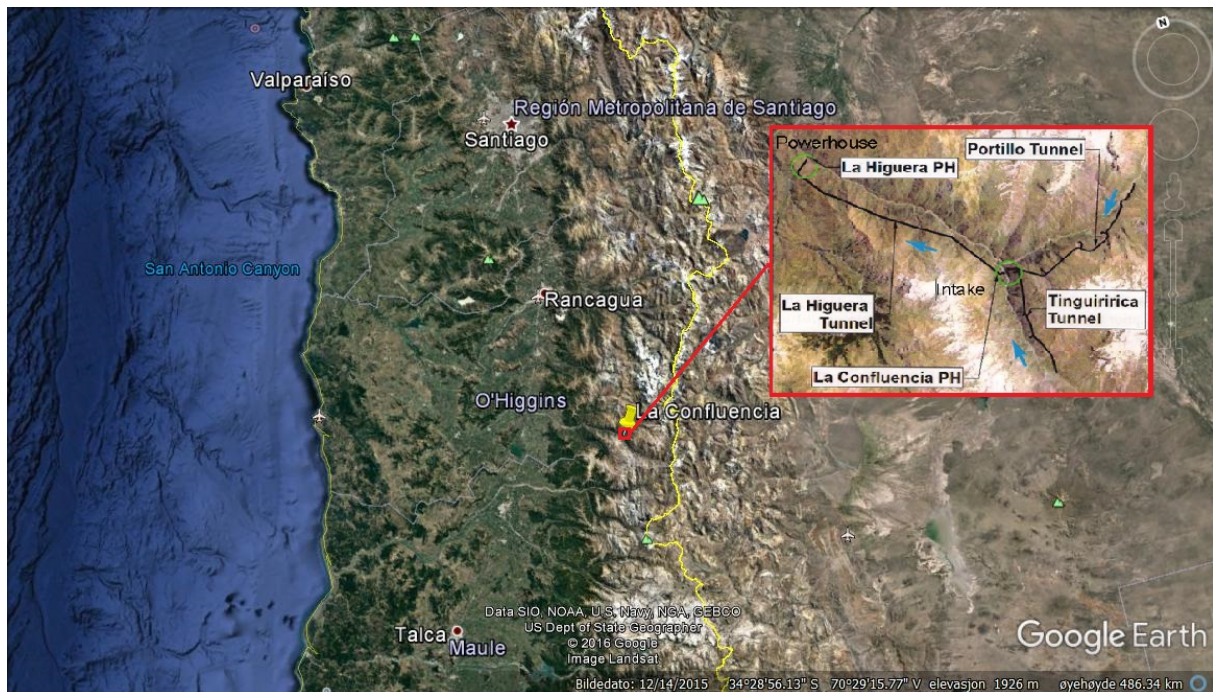 N
Valparaíso
Región Metropolitana de Santiago
Santiago
Powerhouse
Portillo Tunnel
La Higuera PH
San Antonio Canyon
Rancagua
Intake
La Higuera
Tunnel
Tinguiririca
Tunnel
La Confluencia PH
O'Higgins
La Confluencia
Data SIO, NOAA, U.S. Navy, NGA, GEBCO
US Dept of State Geographer
© 2016 Google
Image Landsat
Talca
Maule
Google Earth
Bildedato: 12/14/2015 34°28'56.13" S 70°29'15.77" V elevasjon 1926 m øyehøyde 486.34 km